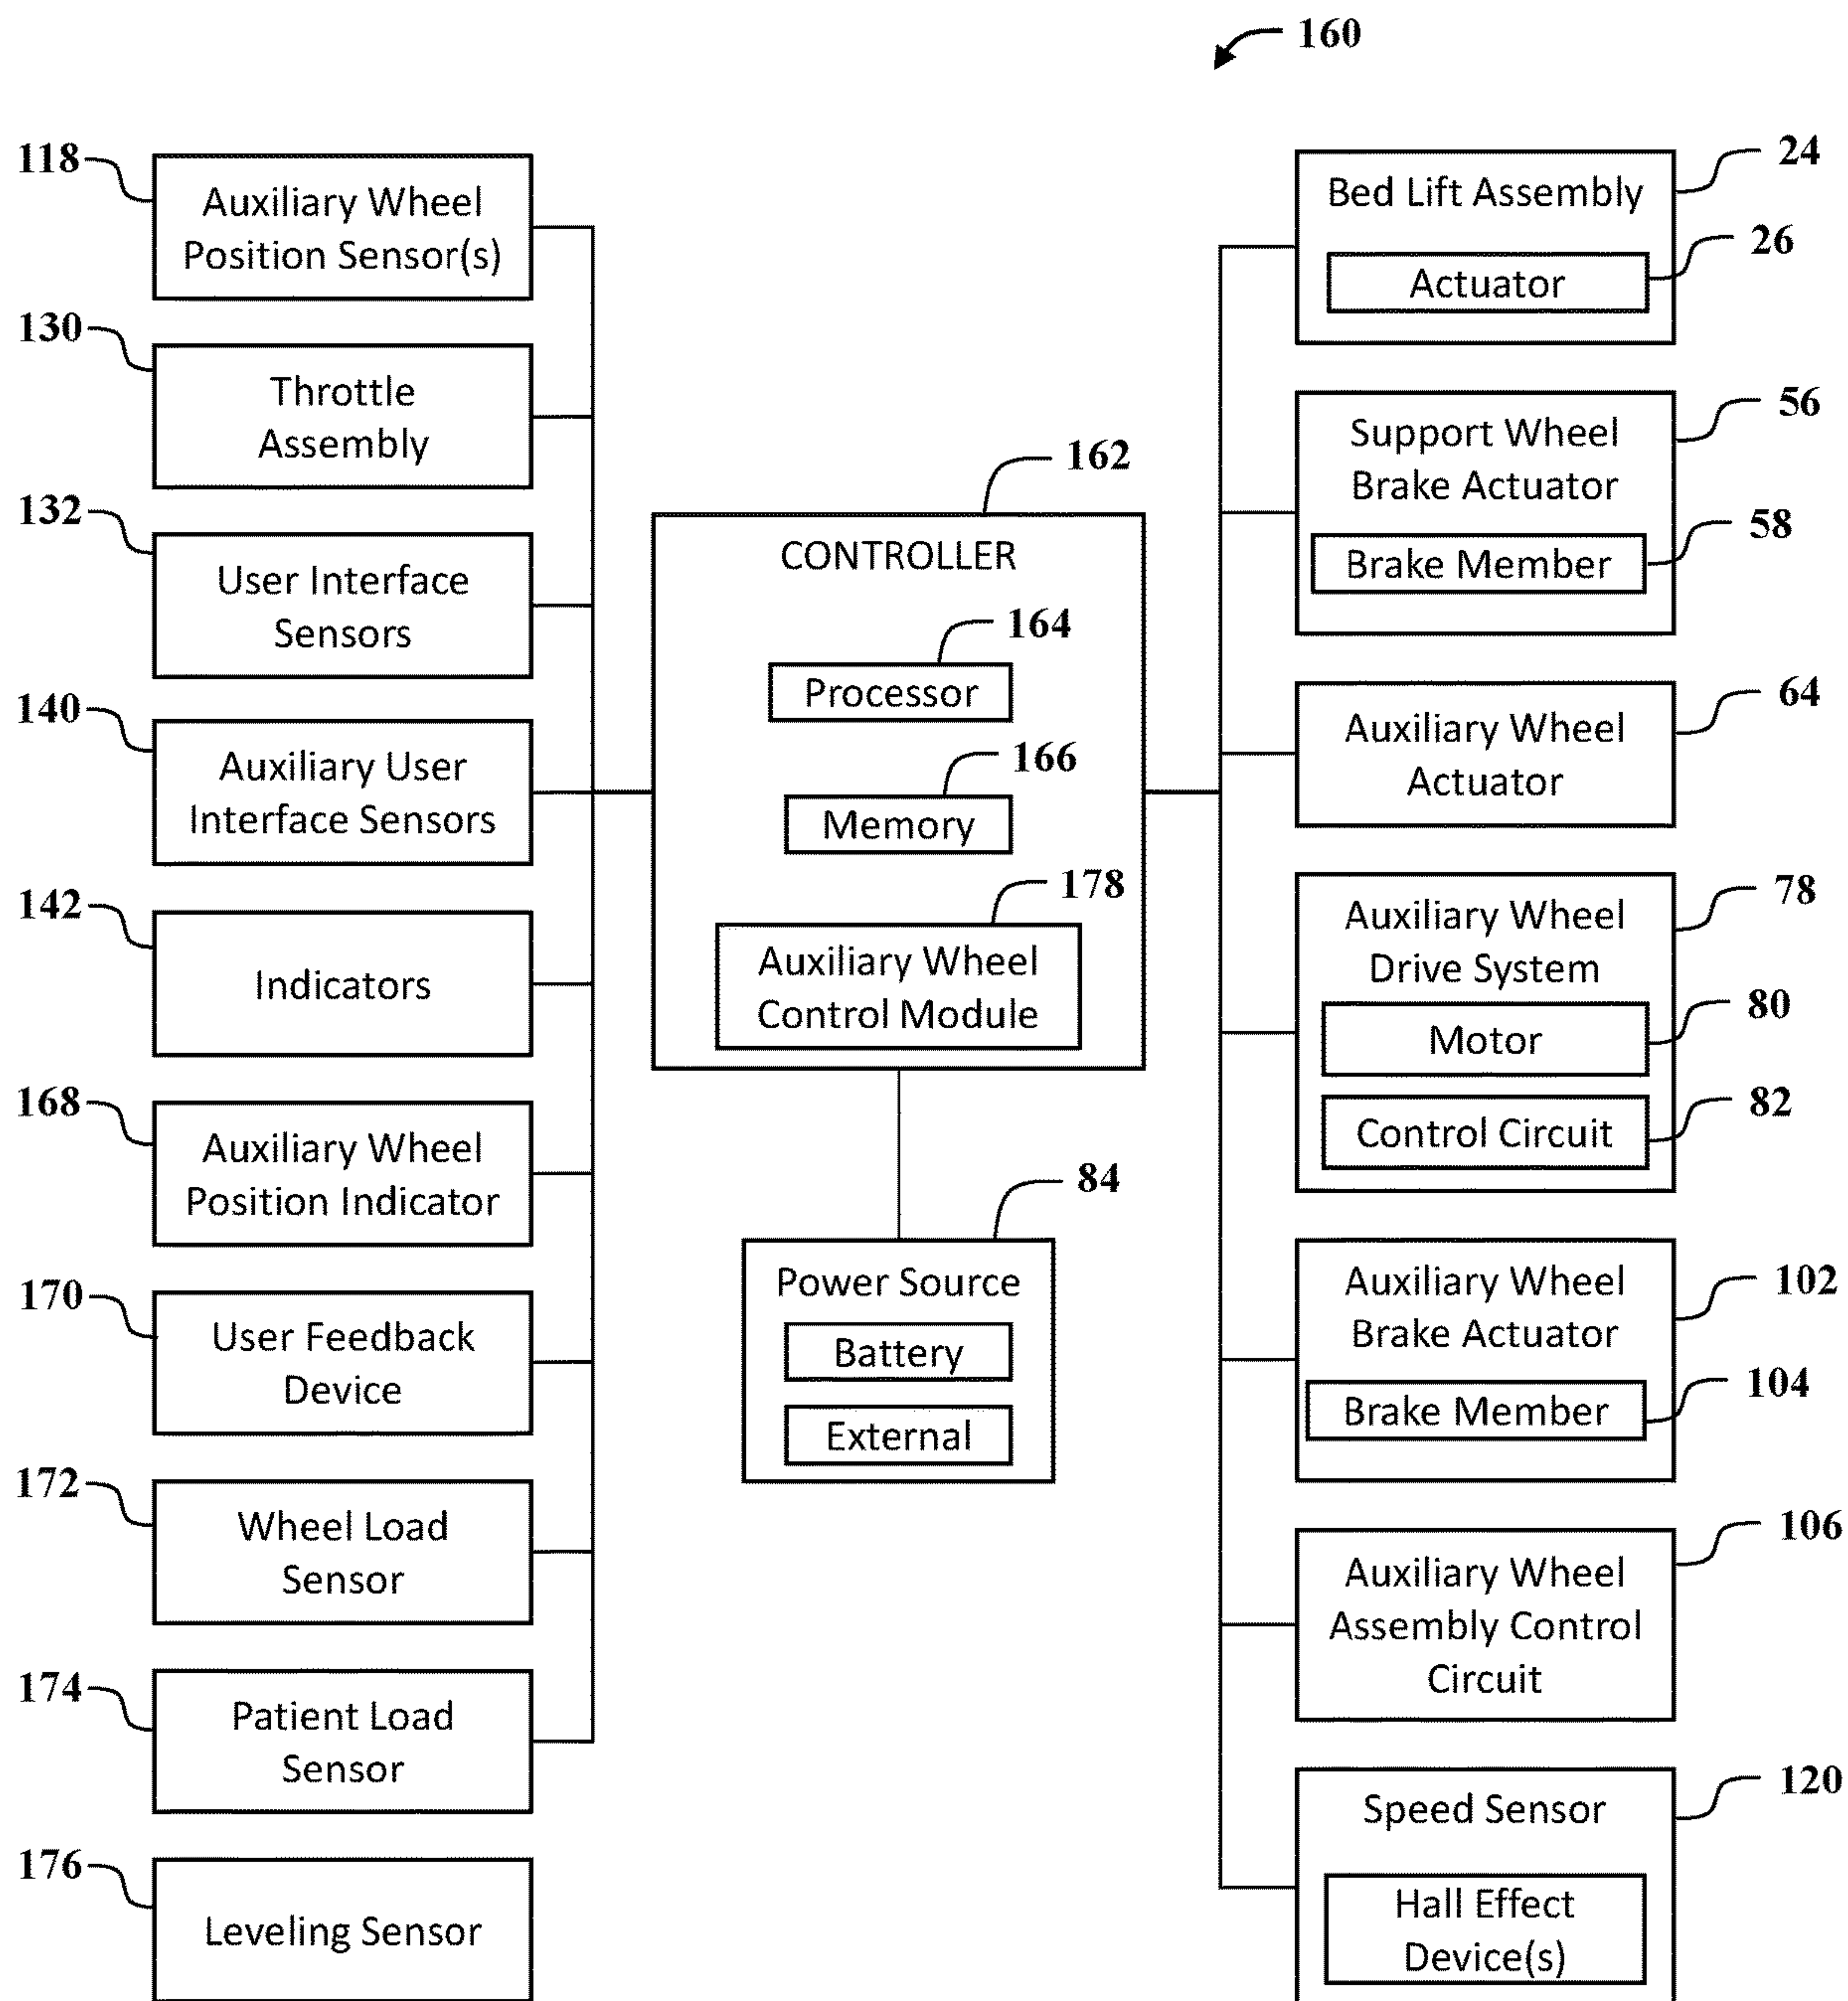 160
118
Auxiliary Wheel
Position Sensor(s)
130
Throttle
Assembly
132
User Interface
Sensors
140
Auxiliary User
Interface Sensors
142
Indicators
168
Auxiliary Wheel
Position Indicator
170
User Feedback
Device
172
Wheel Load
Sensor
174
Patient Load
Sensor
176
Leveling Sensor
162
CONTROLLER
164
Processor
166
Memory
178
Auxiliary Wheel
Control Module
84
Power Source
Battery
External
24
Bed Lift Assembly
26
Actuator
56
Support Wheel
Brake Actuator
58
Brake Member
64
Auxiliary Wheel
Actuator
78
Auxiliary Wheel
Drive System
80
Motor
82
Control Circuit
102
Auxiliary Wheel
Brake Actuator
104
Brake Member
106
Auxiliary Wheel
Assembly Control
Circuit
120
Speed Sensor
Hall Effect
Device(s)